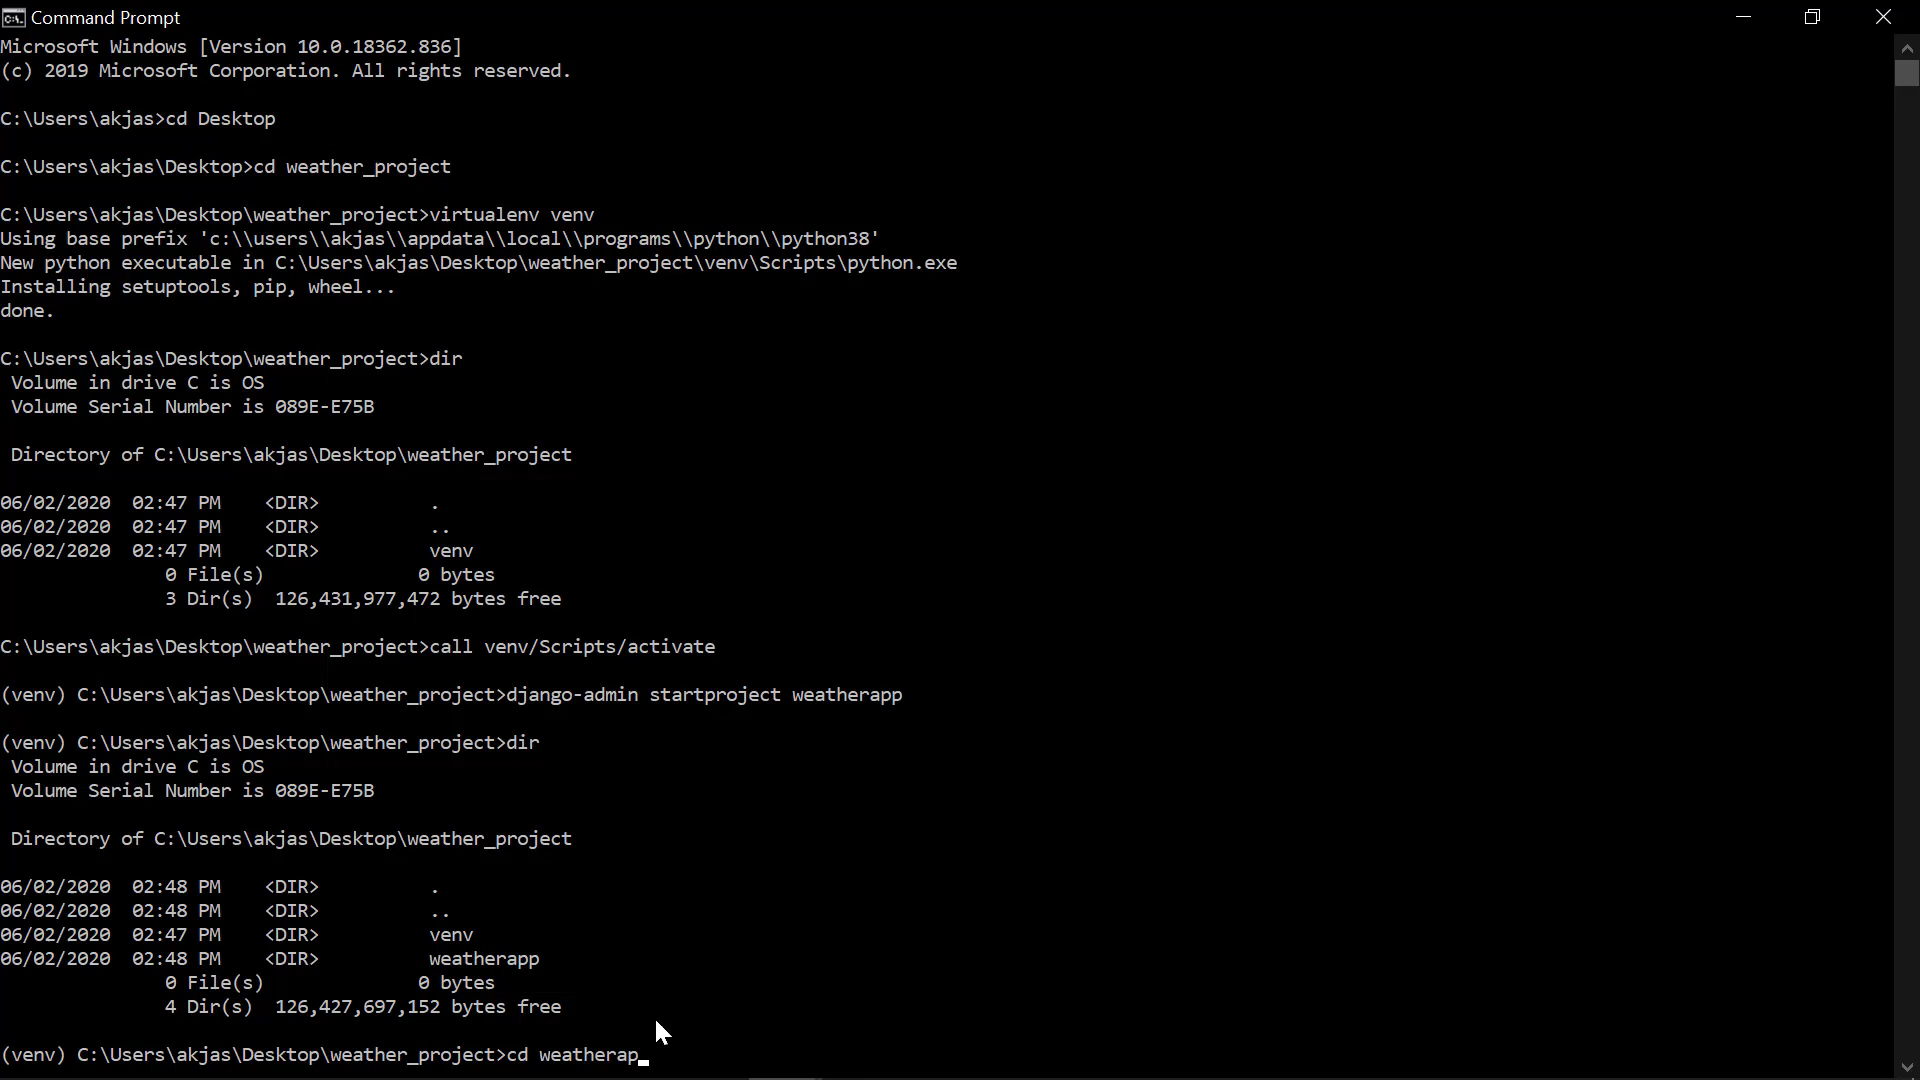 Command Prompt
Microsoft Windows [Version 10.0.18362.836]
(c) 2019 Microsoft Corporation. All rights reserved.
C:\Users\akjas>cd Desktop
C:\Users\akjas\Desktop>cd weather_project
C:\Users\akjas\Desktop\weather_project>virtualenv venv
Using base prefix 'c:\\users\\akjas\\appdata\\local\\programs\\python\\python38'
New python executable in C:\Users\akjas\Desktop\weather_project\venv\Scripts\python.exe
Installing setuptools, pip, wheel...
done.
C:\Users\akjas\Desktop\weather_project>dir
 Volume in drive C is OS
 Volume Serial Number is 089E-E75B
 Directory of C:\Users\akjas\Desktop\weather_project
06/02/2020  02:47 PM    <DIR>          .
06/02/2020  02:47 PM    <DIR>          ..
06/02/2020  02:47 PM    <DIR>          venv
               0 File(s)              0 bytes
               3 Dir(s)  126,431,977,472 bytes free
C:\Users\akjas\Desktop\weather_project>call venv/Scripts/activate
(venv) C:\Users\akjas\Desktop\weather_project>django-admin startproject weatherapp
(venv) C:\Users\akjas\Desktop\weather_project>dir
 Volume in drive C is OS
 Volume Serial Number is 089E-E75B
 Directory of C:\Users\akjas\Desktop\weather_project
06/02/2020  02:48 PM    <DIR>          .
06/02/2020  02:48 PM    <DIR>          ..
06/02/2020  02:47 PM    <DIR>          venv
06/02/2020  02:48 PM    <DIR>          weatherapp
               0 File(s)              0 bytes
               4 Dir(s)  126,427,697,152 bytes free
(venv) C:\Users\akjas\Desktop\weather_project>cd weatherap